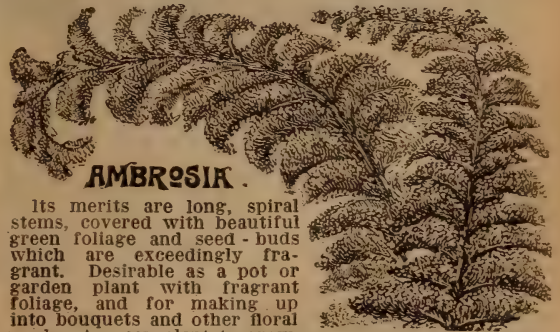 AMBROSIA.
Its merits are long, spiral
stems, covered with beautiful
green foliage and seed-buds
which are exceedingly fra-
grant. Desirable as a pot or
garden plant with fragrant
foliage, and for making up
into bouquets and other floral